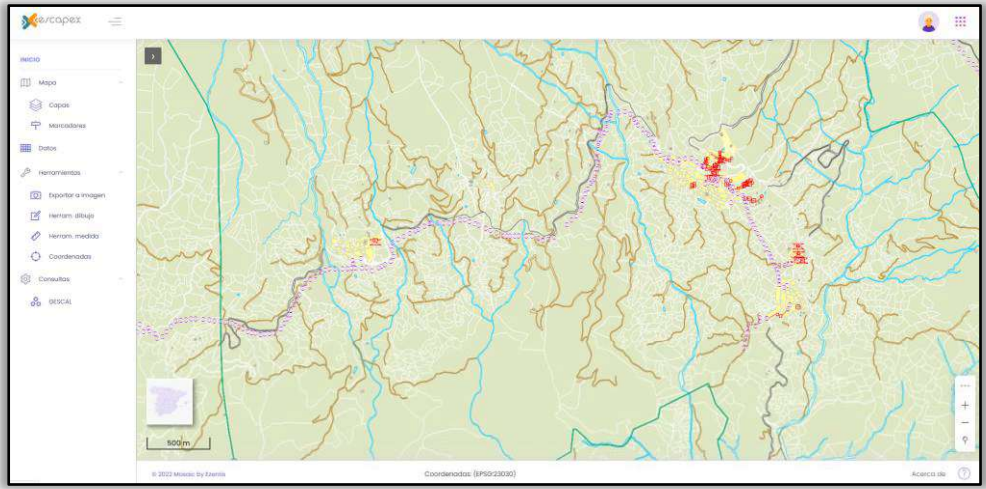 escapex
INICIO
Mapa
Capas
Marcadores
Datos
Herramientas
Exportar a imagen
Herram. dibujo
Herram. medida
Coordenadas
Consultas
DESCAL
500 m
© 2022 Mosaic by Ezentis
Coordenadas: (EPSG:23030)
Acerca de